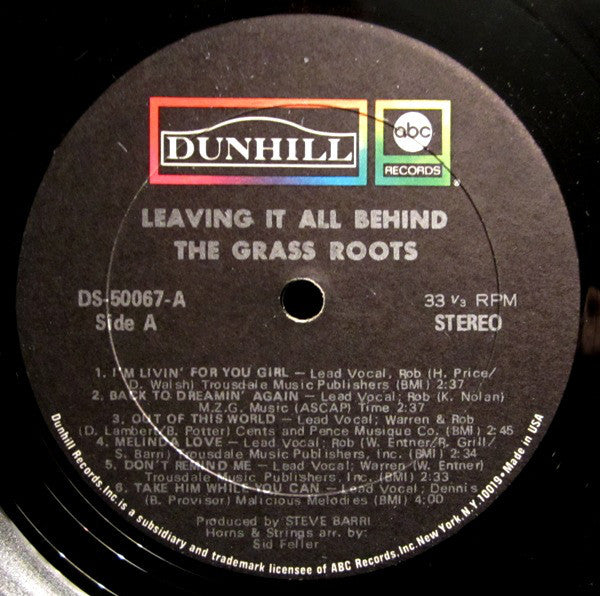 DUNHILL
abc
RECORDS
LEAVING IT ALL BEHIND
THE GRASS ROOTS
DS-50067-A
Side A
33 1/3 RPM
STEREO
1. I'M LIVIN' FOR YOU GIRL — Lead Vocal, Rob (H. Price/
D. Walsh) Trousdale Music Publishers (BMI) 2:37
2. BACK TO DREAMIN' AGAIN — Lead Vocal; Rob (K. Nolan)
M.Z.G. Music (ASCAP) Time 2:37
3. OUT OF THIS WORLD — Lead Vocal; Warren & Rob
(D. Lambert/B. Potter) Cents and Pence Musique Co. (BMI) 2:45
4. MELINDA LOVE — Lead Vocal; Rob (W. Entner/R. Grill/
S. Barri) Trousdale Music Publishers, Inc. (BMI) 2:34
5. DON'T REMIND ME — Lead Vocal; Warren (W. Entner)
Trousdale Music Publishers, Inc. (BMI) 2:37
6. TAKE HIM WHILE YOU CAN — Lead Vocal; Dennis
(B. Provisor) Malicious Melodies (BMI) 4:00
Produced by STEVE BARRI
Horns & Strings arr. by:
Sid Feller
Dunhill Records, Inc. is a subsidiary and trademark licensee of ABC Records, Inc. New York, N.Y. 10019 • Made in USA